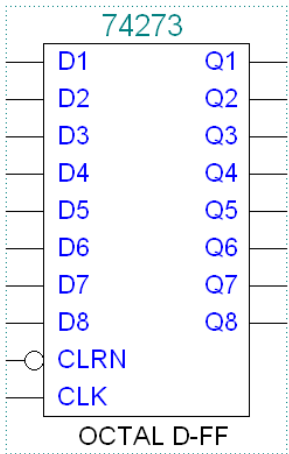 74273
D1 Q1
D2 Q2
D3 Q3
D4 Q4
D5 Q5
D6 Q6
D7 Q7
D8 Q8
CLRN
CLK
OCTAL D-FF